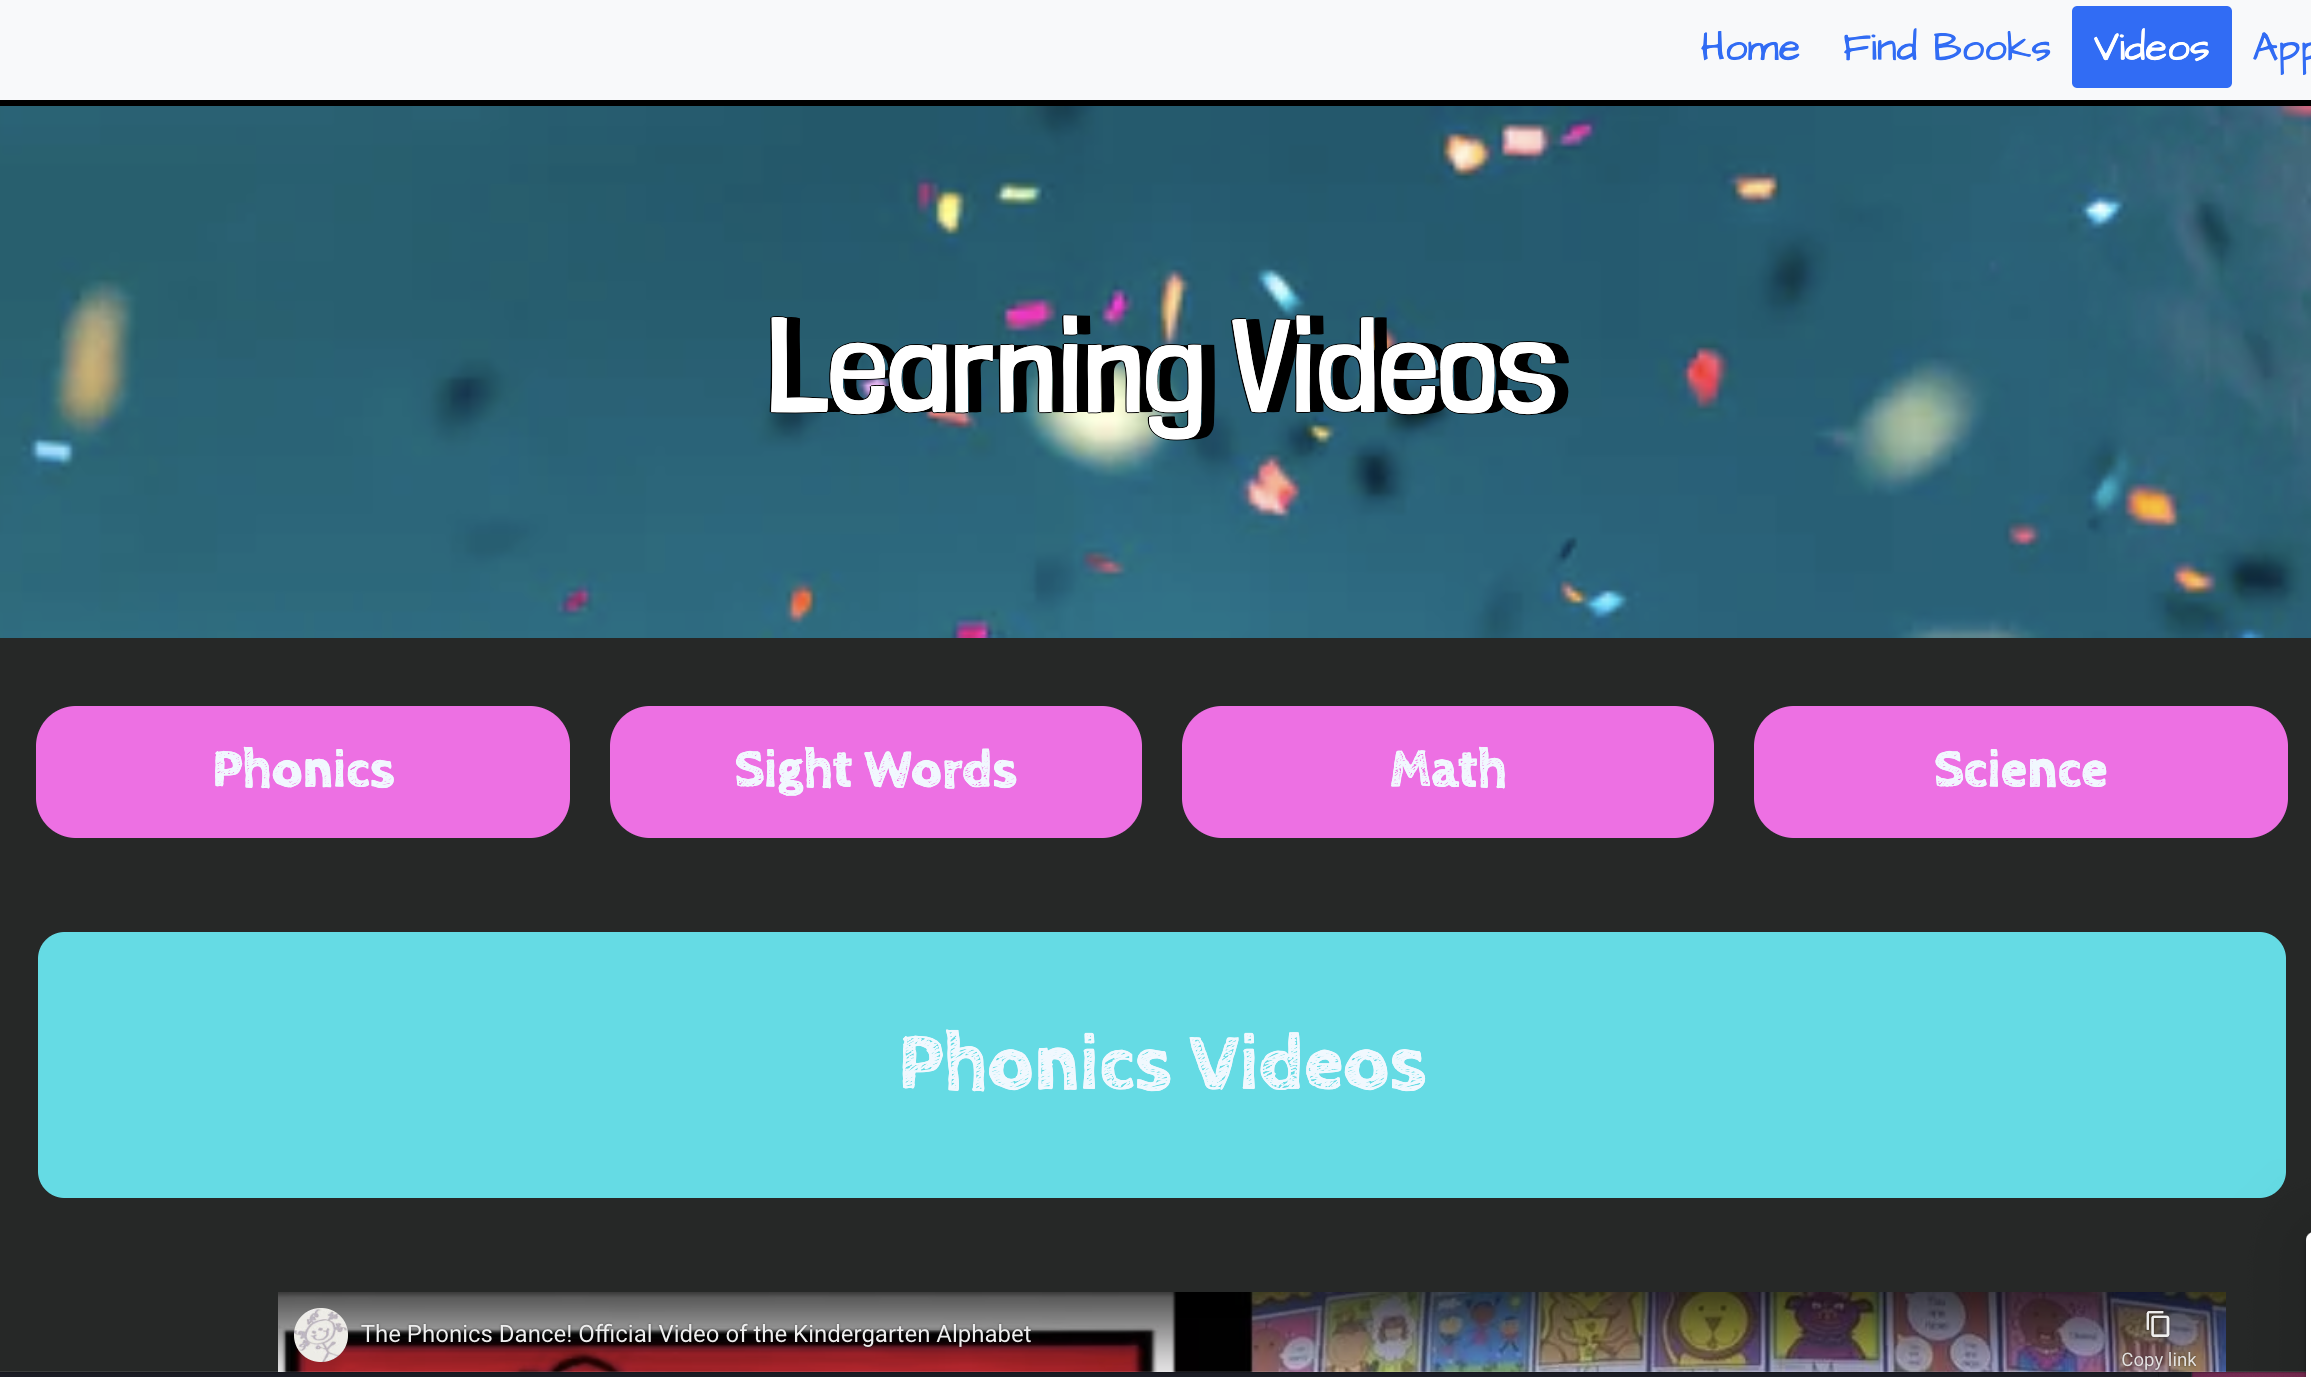 Home Find Books Videos App
Learning Videos
Phonics Sight Words Math Science
Phonics Videos
The Phonics Dance! Official Video of the Kindergarten Alphabet
Copy link